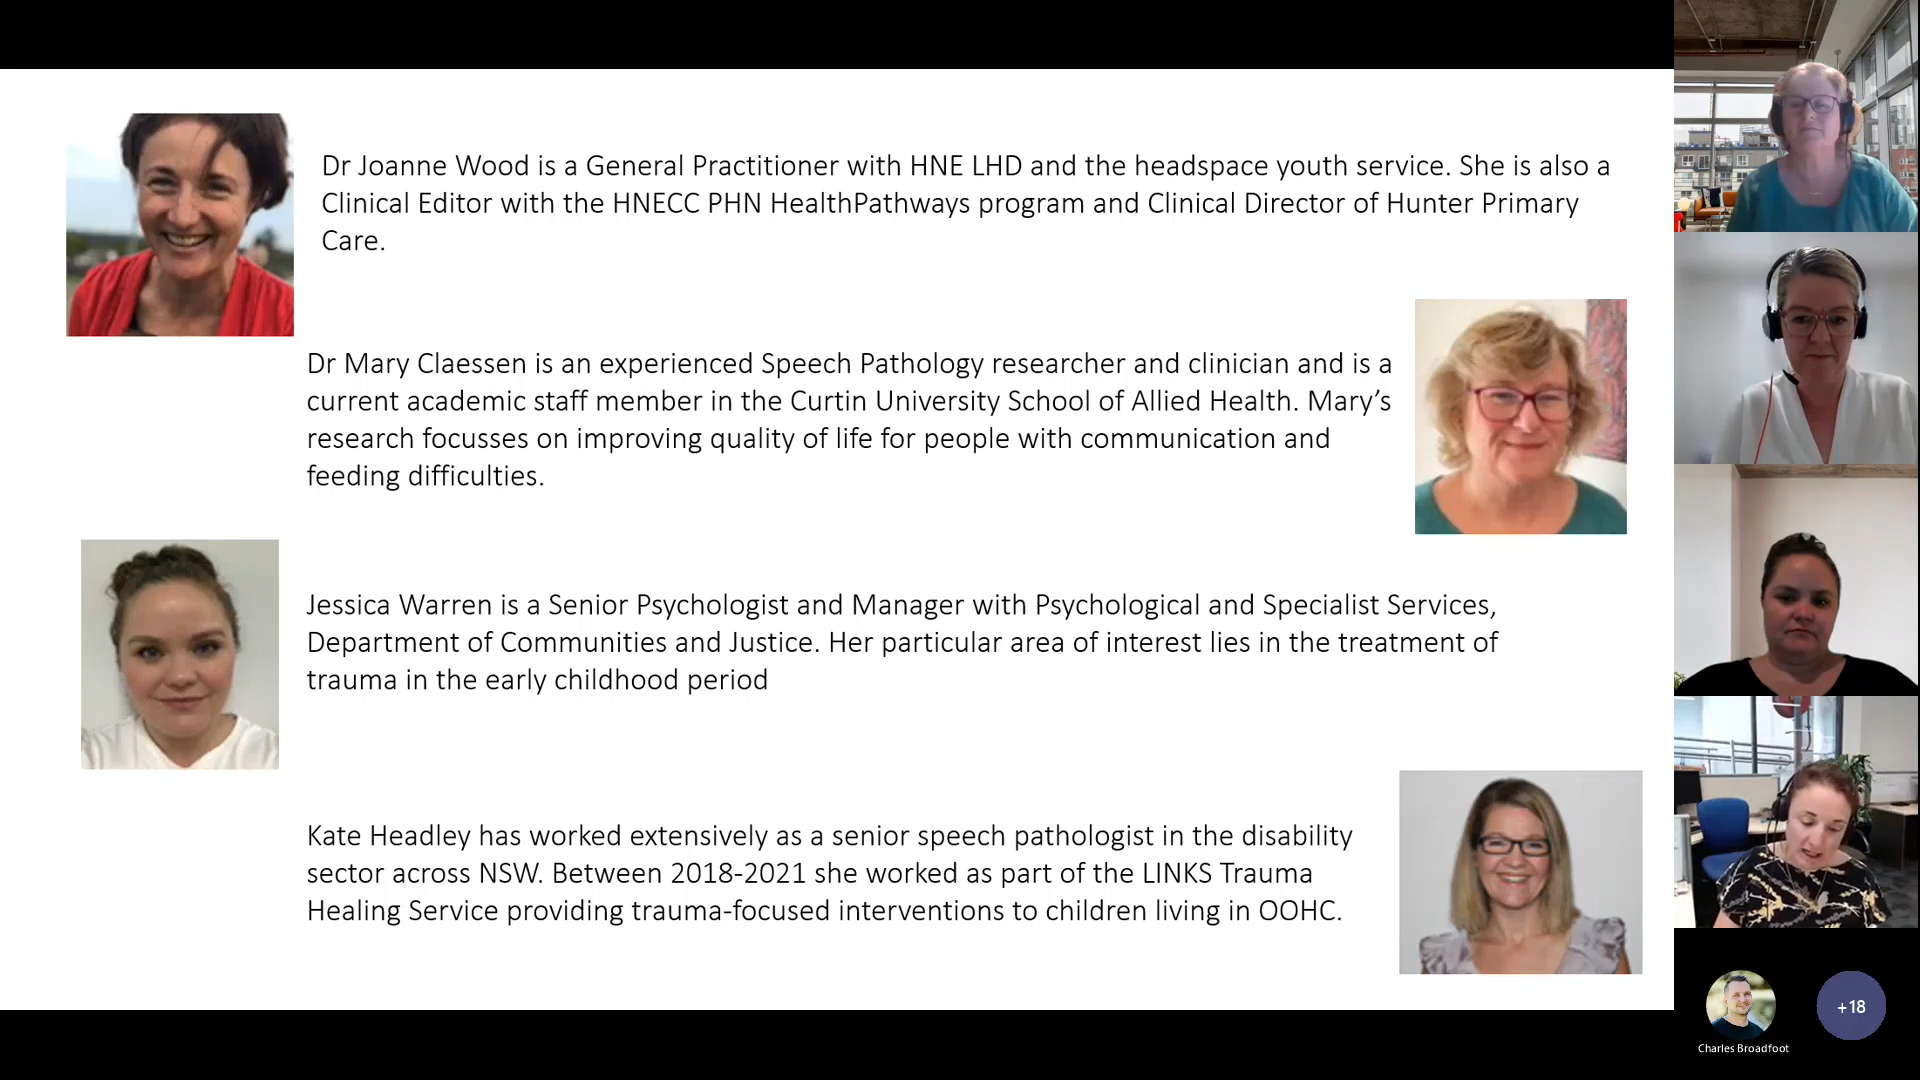 Dr Joanne Wood is a General Practitioner with HNE LHD and the headspace youth service. She is also a
Clinical Editor with the HNECC PHN HealthPathways program and Clinical Director of Hunter Primary
Care.
Dr Mary Claessen is an experienced Speech Pathology researcher and clinician and is a
current academic staff member in the Curtin University School of Allied Health. Mary’s
research focusses on improving quality of life for people with communication and
feeding difficulties.
Jessica Warren is a Senior Psychologist and Manager with Psychological and Specialist Services,
Department of Communities and Justice. Her particular area of interest lies in the treatment of
trauma in the early childhood period
Kate Headley has worked extensively as a senior speech pathologist in the disability
sector across NSW. Between 2018-2021 she worked as part of the LINKS Trauma
Healing Service providing trauma-focused interventions to children living in OOHC.
+18
Charles Broadfoot